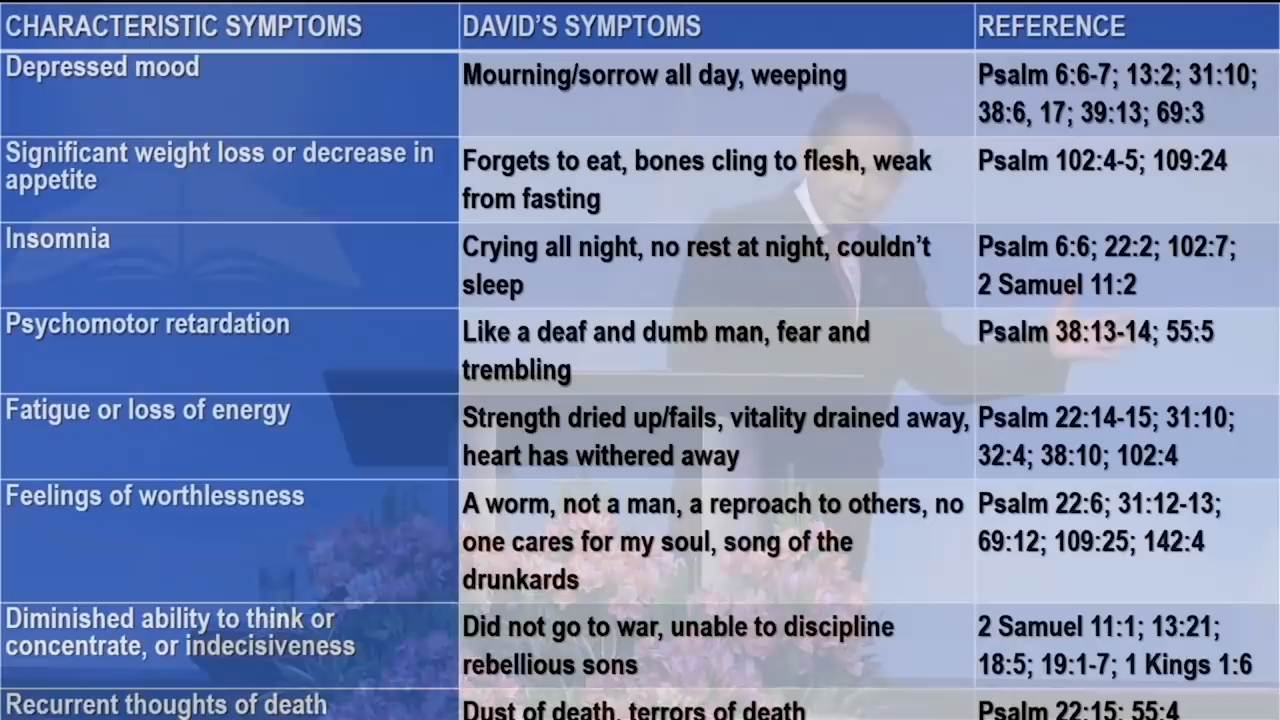 CHARACTERISTIC SYMPTOMS DAVID'S SYMPTOMS REFERENCE
Depressed mood
Mourning/sorrow all day, weeping
Psalm 6:6-7; 13:2; 31:10;
38:6, 17; 39:13; 69:3
Significant weight loss or decrease in
appetite
Forgets to eat, bones cling to flesh, weak
from fasting
Psalm 102:4-5; 109:24
Insomnia
Crying all night, no rest at night, couldn't
sleep
Psalm 6:6; 22:2; 102:7;
2 Samuel 11:2
Psychomotor retardation
Like a deaf and dumb man, fear and
trembling
Psalm 38:13-14; 55:5
Fatigue or loss of energy
Strength dried up/fails, vitality drained away,
heart has withered away
Psalm 22:14-15; 31:10;
32:4; 38:10; 102:4
Feelings of worthlessness
A worm, not a man, a reproach to others, no
one cares for my soul, song of the
drunkards
Psalm 22:6; 31:12-13;
69:12; 109:25; 142:4
Diminished ability to think or
concentrate, or indecisiveness
Did not go to war, unable to discipline
rebellious sons
2 Samuel 11:1; 13:21;
18:5; 19:1-7; 1 Kings 1:6
Recurrent thoughts of death
Dust of death, terrors of death
Psalm 22:15; 55:4